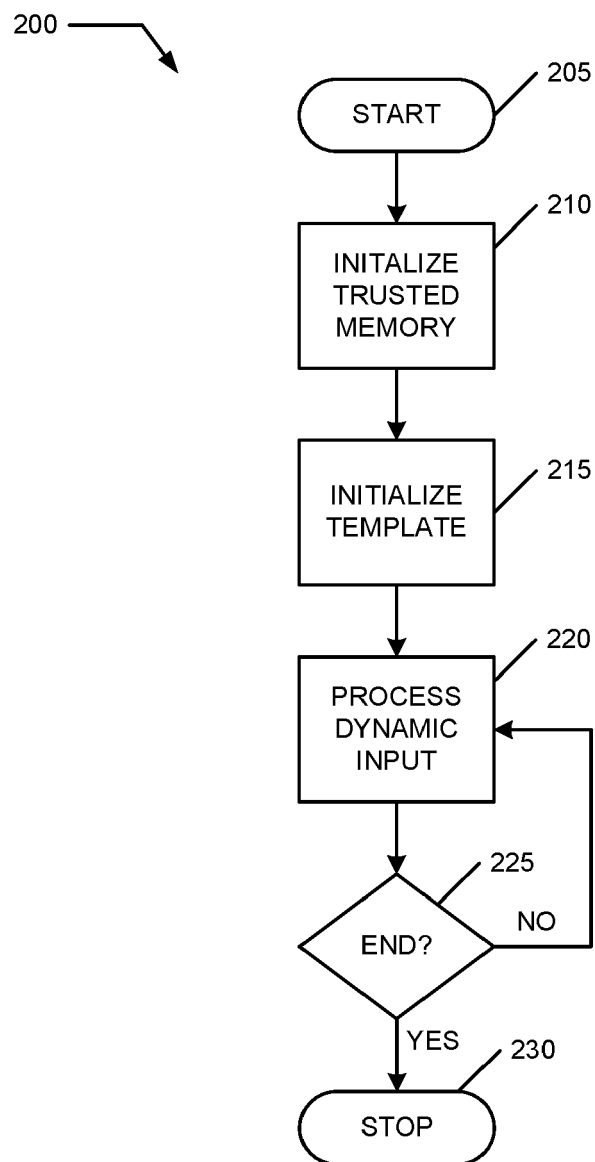 200
START
205
INITALIZE
TRUSTED
MEMORY
210
INITIALIZE
TEMPLATE
215
PROCESS
DYNAMIC
INPUT
220
END?
225
NO
YES
STOP
230